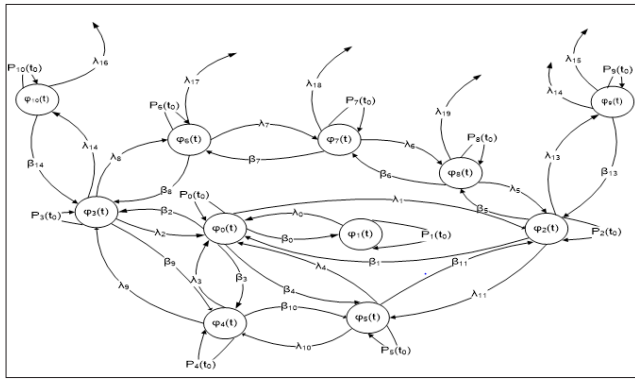 λ16
λ17
λ18
λ15
P10(t0)
P9(t0)
λ14
λ19
P6(t0)
P7(t0)
φ10(t)
φ9(t)
P8(t0)
φ6(t)
λ7
φ7(t)
λ6
λ14
λ8
β7
λ13
β14
β6
φ8(t)
β13
λ5
β8
P0(t0)
λ1
β5
φ3(t)
β2
P3(t0)
λ0
λ2
φ0(t)
β0
φ1(t)
P1(t0)
φ2(t)
P2(t0)
β1
β11
β9
λ3
β3
λ4
β4
λ9
λ11
β10
φ4(t)
φ5(t)
λ10
P4(t0)
P5(t0)